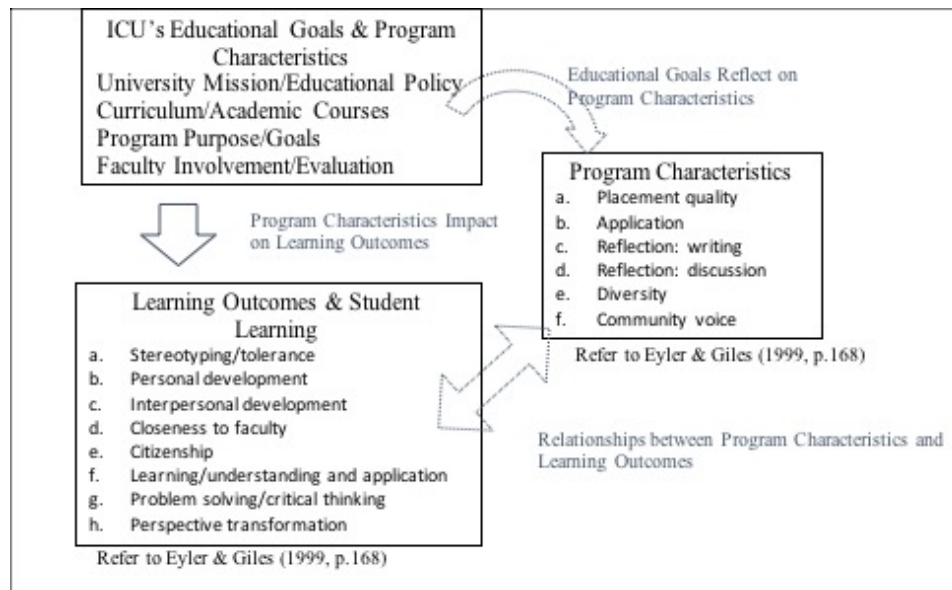 ICU's Educational Goals & Program
Characteristics
University Mission/Educational Policy
Curriculum/Academic Courses
Program Purpose/Goals
Faculty Involvement/Evaluation
Educational Goals Reflect on
Program Characteristics
Program Characteristics
a. Placement quality
b. Application
c. Reflection: writing
d. Reflection: discussion
e. Diversity
f. Community voice
Refer to Eyler & Giles (1999, p.168)
Program Characteristics Impact
on Learning Outcomes
Learning Outcomes & Student
Learning
a. Stereotyping/tolerance
b. Personal development
c. Interpersonal development
d. Closeness to faculty
e. Citizenship
f. Learning/understanding and application
g. Problem solving/critical thinking
h. Perspective transformation
Refer to Eyler & Giles (1999, p.168)
Relationships between Program Characteristics and
Learning Outcomes